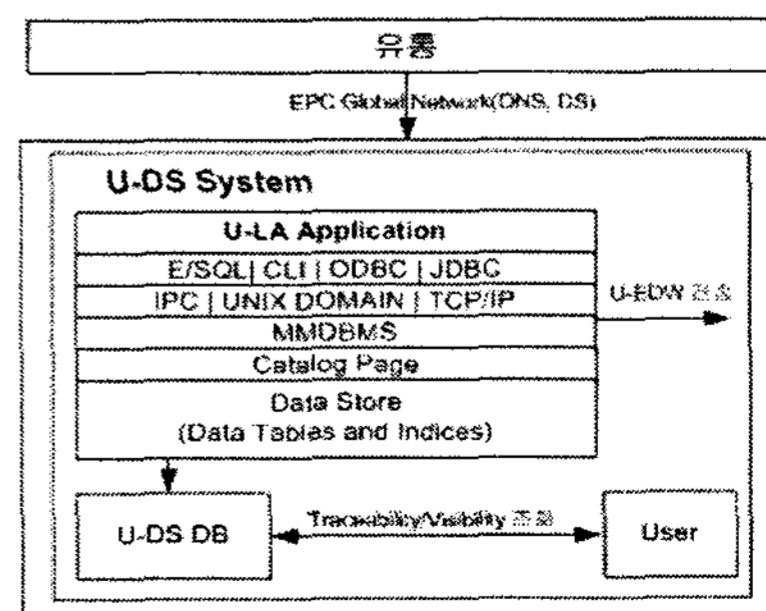 유통
EPC Global Network(ONS, DS)
U-DS System
U-LA Application
E/SQL| CLI | ODBC | JDBC
IPC | UNIX DOMAIN | TCP/IP
U-EDW
MMDBMS
Catalog Page
Data Store
(Data Tables and Indices)
U-DS DB
Traceability/Visibility
User